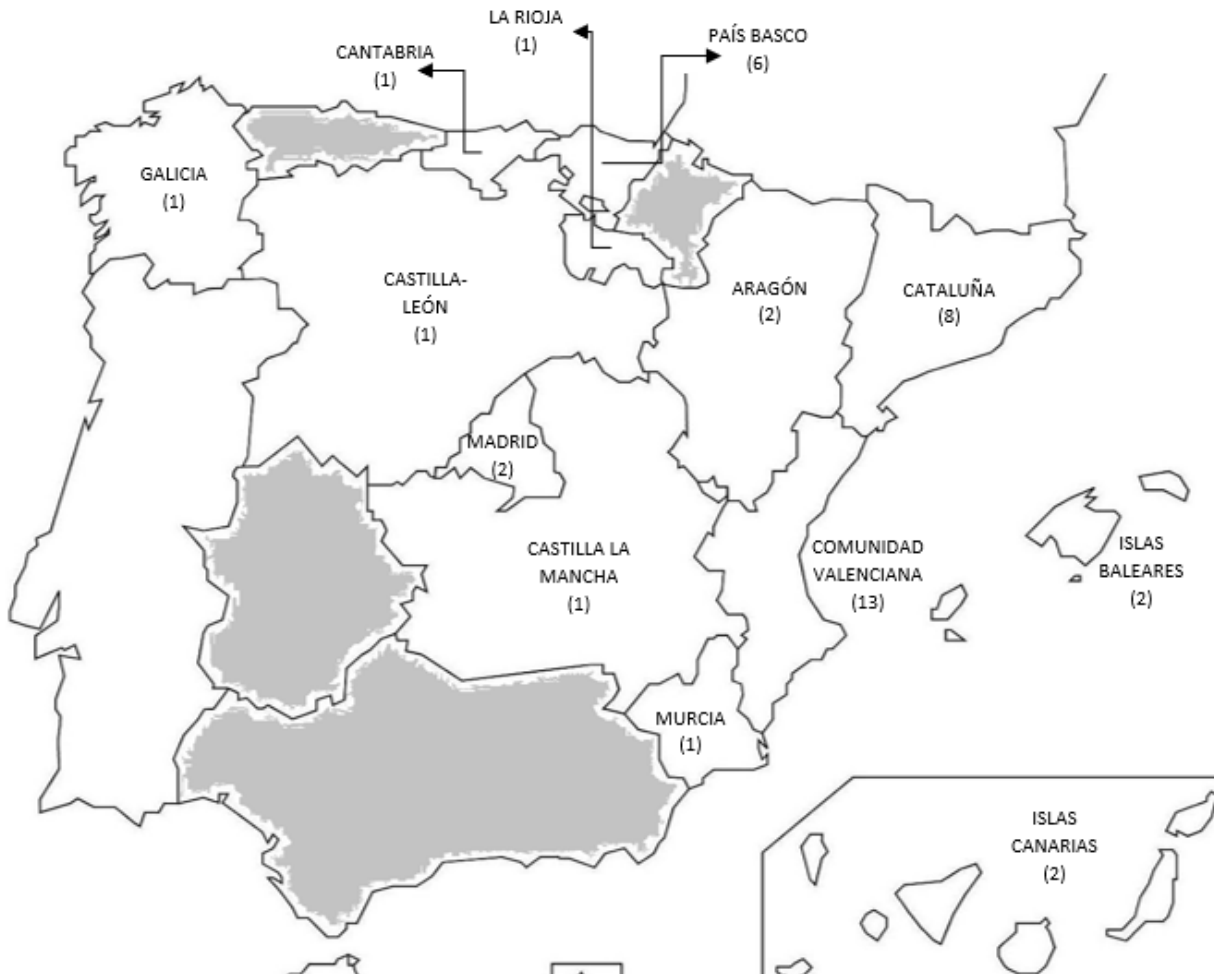 LA RIOJA
(1)
PAÍS BASCO
(6)
CANTABRIA
(1)
GALICIA
(1)
CASTILLA-
LEÓN
(1)
ARAGÓN
(2)
CATALUÑA
(8)
MADRID
(2)
CASTILLA LA
MANCHA
(1)
COMUNIDAD
VALENCIANA
(13)
ISLAS
BALEARES
(2)
MURCIA
(1)
ISLAS
CANARIAS
(2)